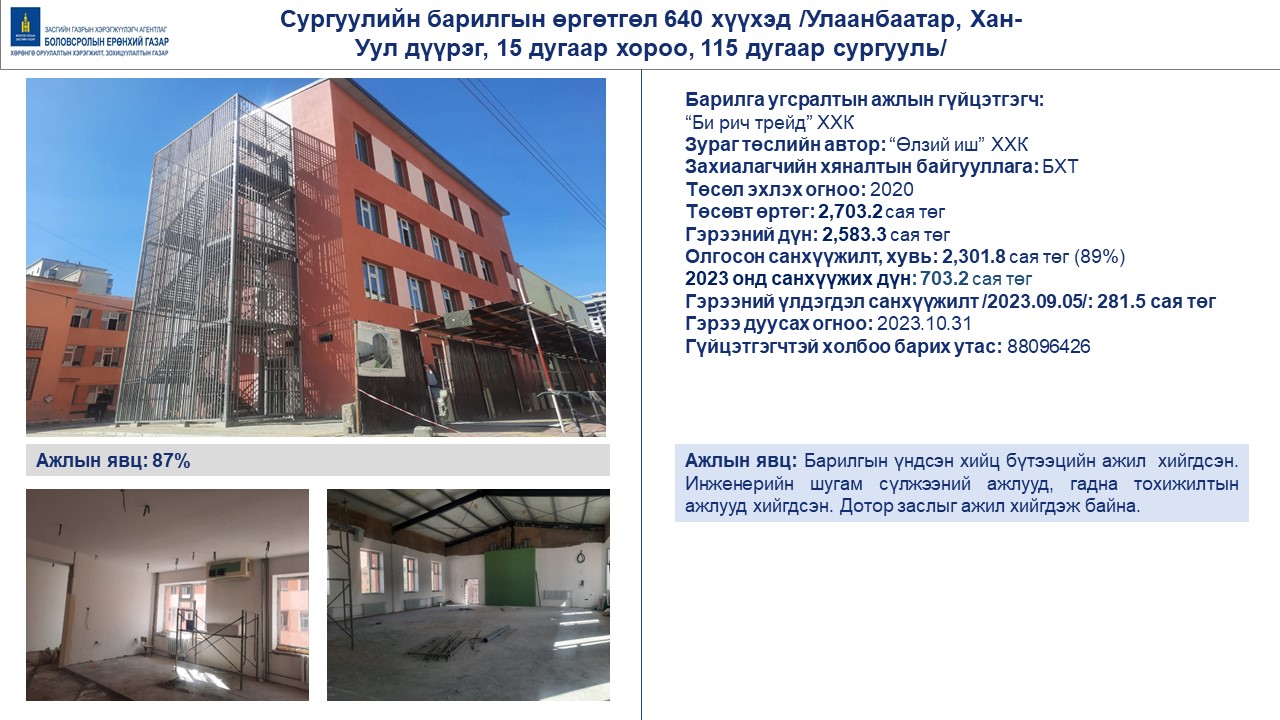 ЗАСГИЙН ГАЗРЫН ХЭРЭГЖҮҮЛЭГЧ АГЕНТЛАГ
БОЛОВСРОЛЫН ЕРӨНХИЙ ГАЗАР
ХӨРӨНГӨ ОРУУЛАЛТЫН ХЭРЭГЖИЛТ, ЗОХИЦУУЛАЛТЫН ГАЗАР
Сургуулийн барилгын өргөтгөл 640 хүүхэд /Улаанбаатар, Хан-
Уул дүүрэг, 15 дугаар хороо, 115 дугаар сургууль/
Ажлын явц: 87%
Барилга угсралтын ажлын гүйцэтгэгч:
“Би рич трейд” ХХК
Зураг төслийн автор: “Өлзий иш” ХХК
Захиалагчийн хяналтын байгууллага: БХТ
Төсөл эхлэх огноо: 2020
Төсөвт өртөг: 2,703.2 сая төг
Гэрээний дүн: 2,583.3 сая төг
Олгосон санхүүжилт, хувь: 2,301.8 сая төг (89%)
2023 онд санхүүжих дүн: 703.2 сая төг
Гэрээний үлдэгдэл санхүүжилт /2023.09.05/: 281.5 сая төг
Гэрээ дуусах огноо: 2023.10.31
Гүйцэтгэгчтэй холбоо барих утас: 88096426
Ажлын явц: Барилгын үндсэн хийц бүтээцийн ажил хийгдсэн.
Инженерийн шугам сүлжээний ажлууд, гадна тохижилтын
ажлууд хийгдсэн. Дотор заслыг ажил хийгдэж байна.